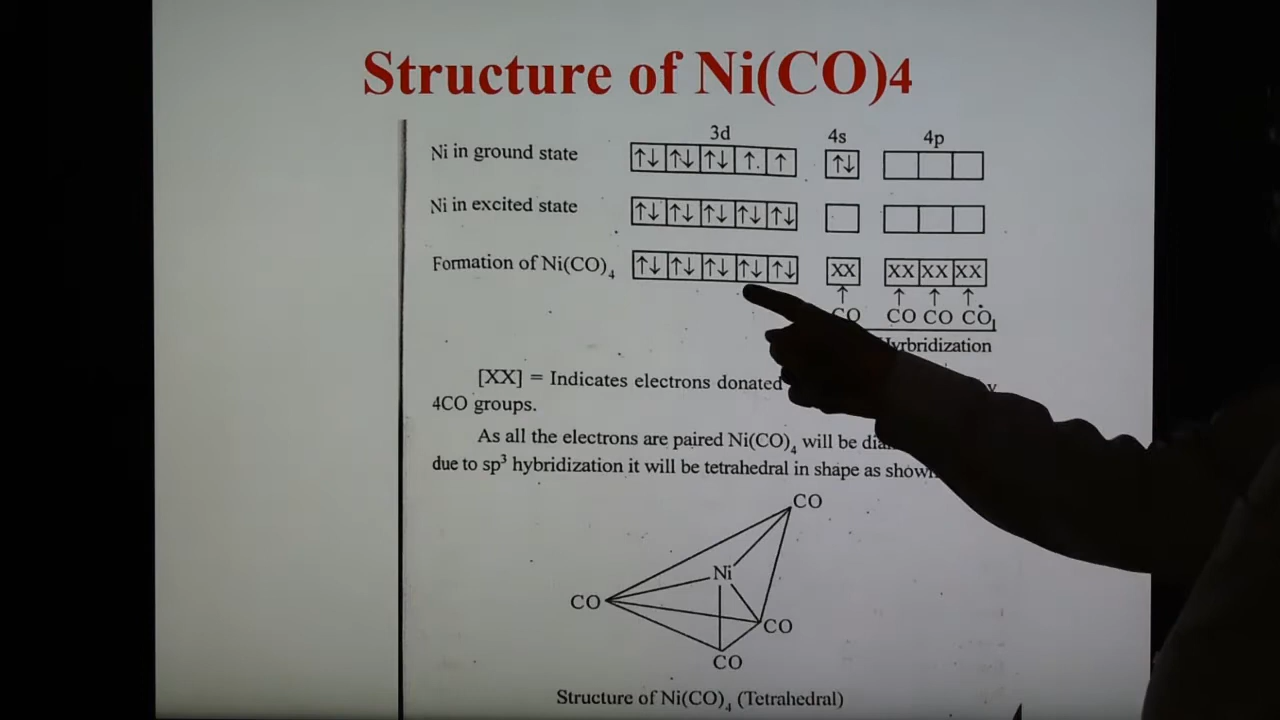 Structure of Ni(CO)4
3d 4s 4p
Ni in ground state ↑↓ ↑↓ ↑↓ ↑ ↑ ↑↓
Ni in excited state ↑↓ ↑↓ ↑↓ ↑↓ ↑↓
Formation of Ni(CO)₄ ↑↓ ↑↓ ↑↓ ↑↓ ↑↓ XX XX XX XX
↑ ↑ ↑ ↑
CO CO CO CO
Hyrbridization
[XX] = Indicates electrons donated
4CO groups.
As all the electrons are paired Ni(CO)₄ will be
due to sp³ hybridization it will be tetrahedral in shape as
CO
Ni
CO
CO
CO
Structure of Ni(CO)₄ (Tetrahedral)